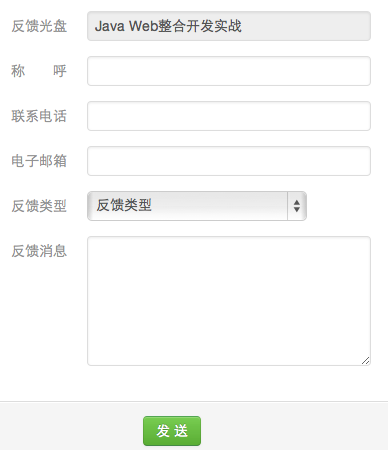 反馈光盘 Java Web整合开发实战
称 呼
联系电话
电子邮箱
反馈类型 反馈类型
反馈消息
发 送